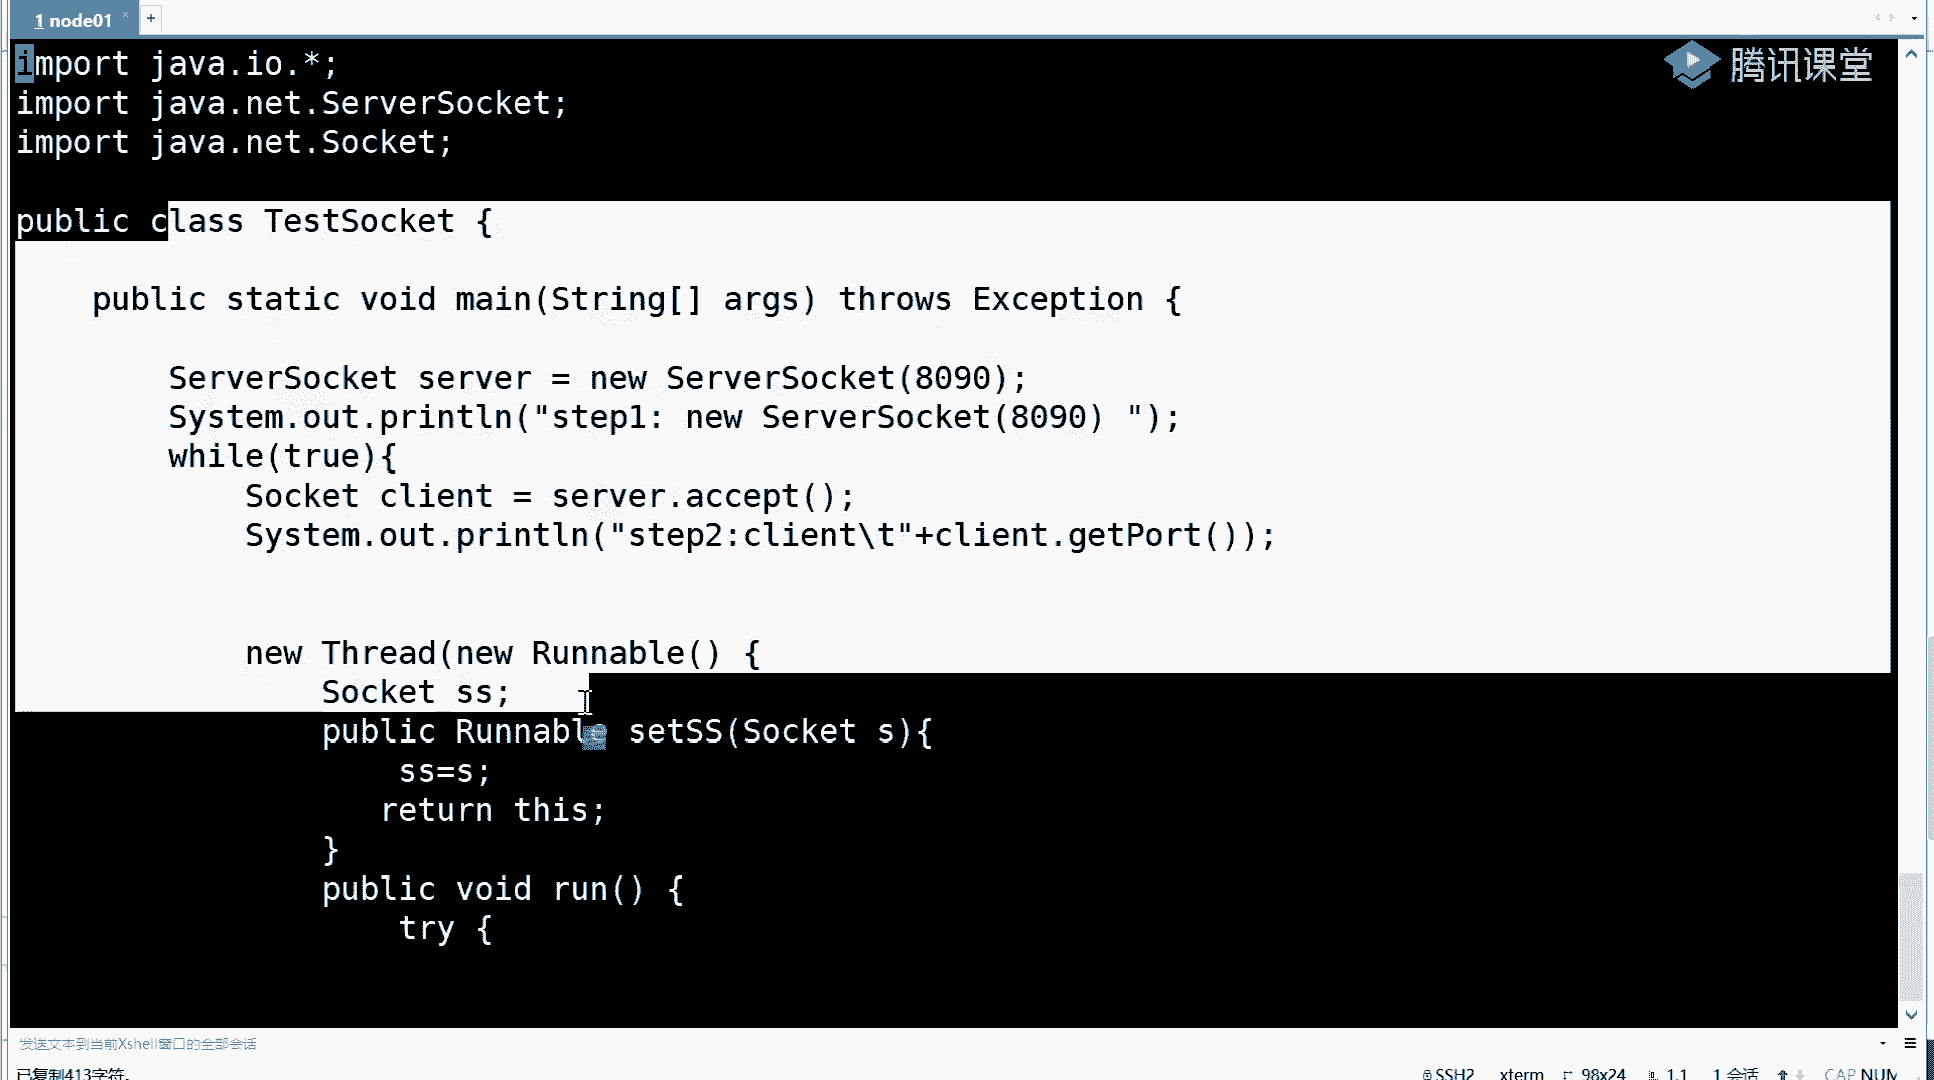 1 node01 × +
腾讯课堂
import java.io.*;
import java.net.ServerSocket;
import java.net.Socket;
public class TestSocket {
public static void main(String[] args) throws Exception {
ServerSocket server = new ServerSocket(8090);
System.out.println("step1: new ServerSocket(8090) ");
while(true){
Socket client = server.accept();
System.out.println("step2:client\t"+client.getPort());
new Thread(new Runnable() {
Socket ss;
public Runnable setSS(Socket s){
ss=s;
return this;
}
public void run() {
try {
发送文本到当前Xshell窗口的全部会话
已复制413字符。 SSH2 xterm 98x24 1,1 1 会话 CAP NUM